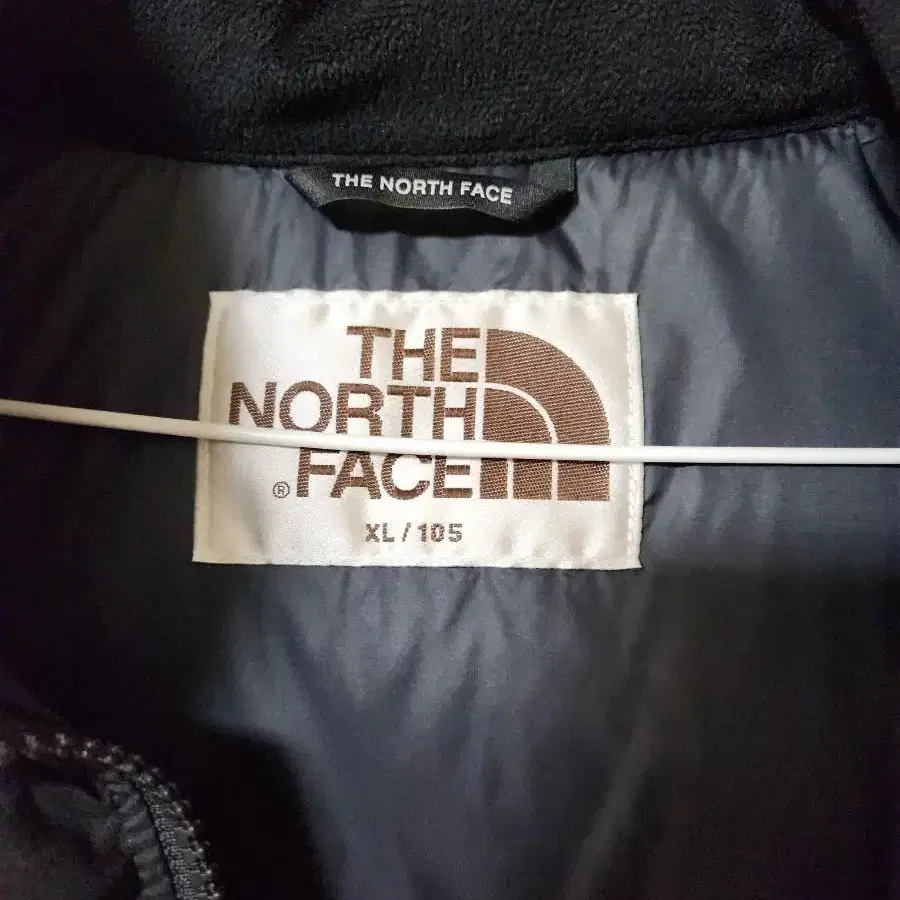 THE NORTH FACE
THE
NORTH
® FACE
XL / 105